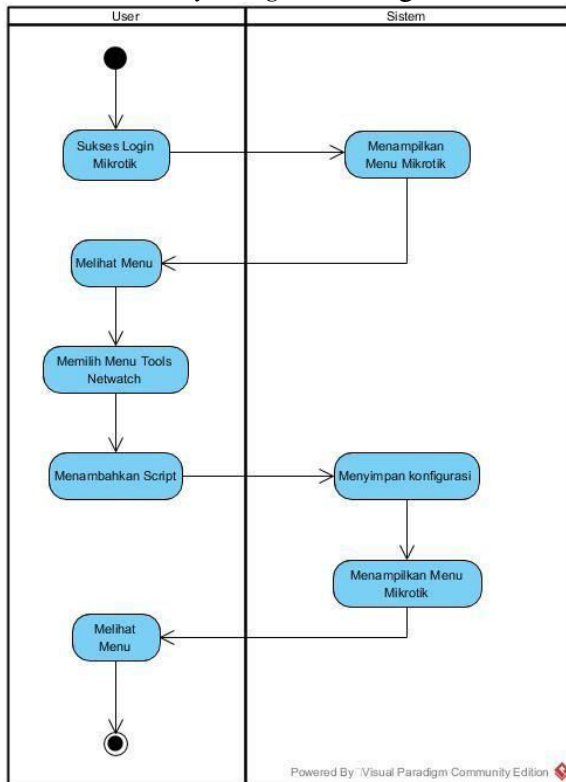 User
Sistem
Sukses Login
Mikrotik
Menampilkan
Menu Mikrotik
Melihat Menu
Memilih Menu Tools
Netwatch
Menambahkan Script
Menyimpan konfigurasi
Menampilkan Menu
Mikrotik
Melihat
Menu
Powered By Visual Paradigm Community Edition